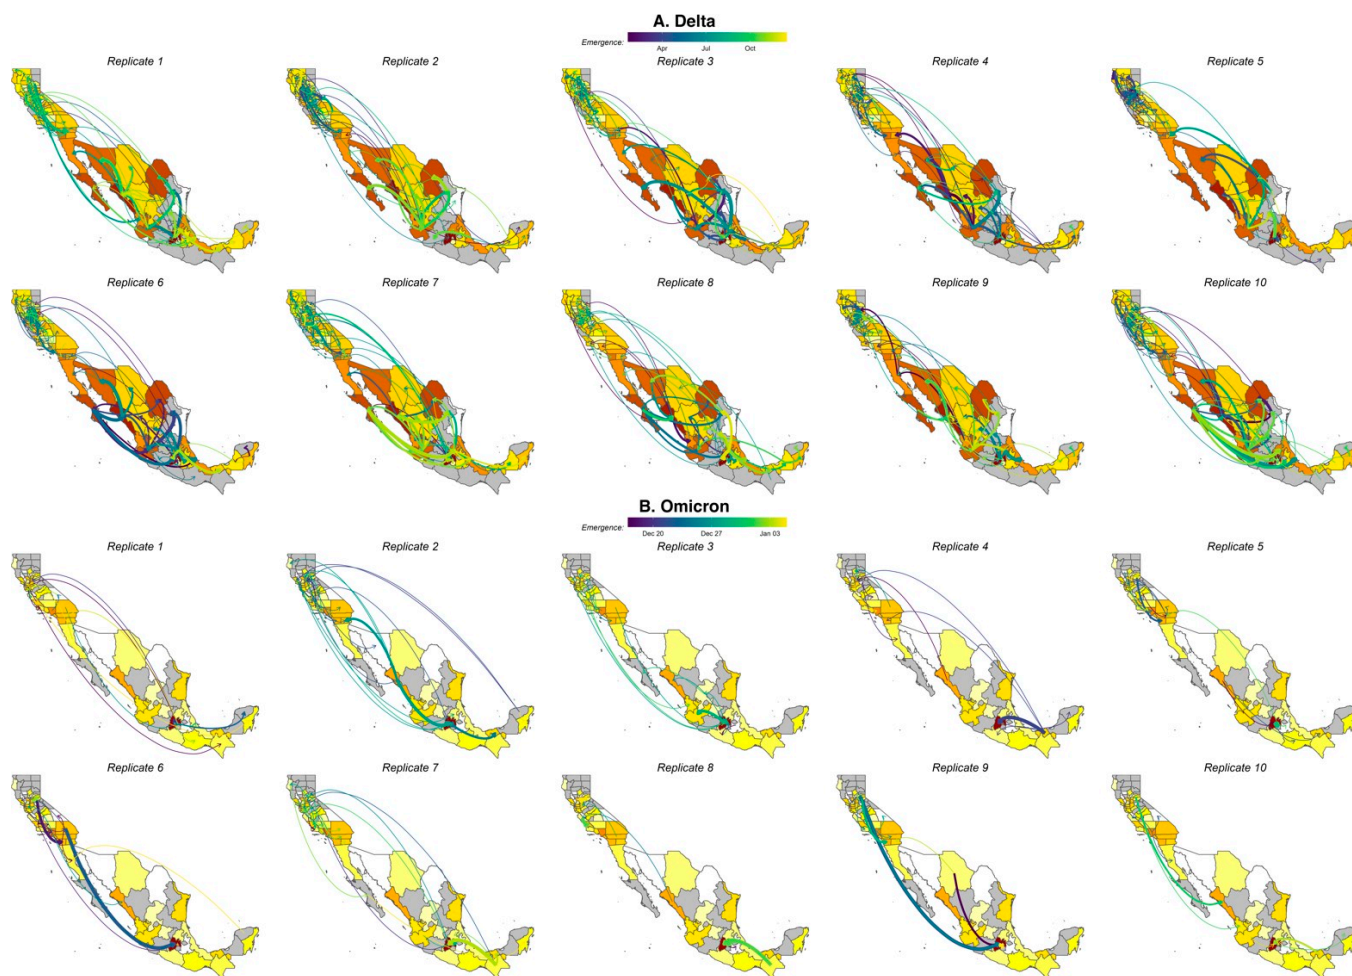 A. Delta
Emergence:
Apr Jul Oct
Replicate 1 Replicate 2 Replicate 3 Replicate 4 Replicate 5
Replicate 6 Replicate 7 Replicate 8 Replicate 9 Replicate 10
B. Omicron
Emergence:
Dec 20 Dec 27 Jan 03
Replicate 1 Replicate 2 Replicate 3 Replicate 4 Replicate 5
Replicate 6 Replicate 7 Replicate 8 Replicate 9 Replicate 10